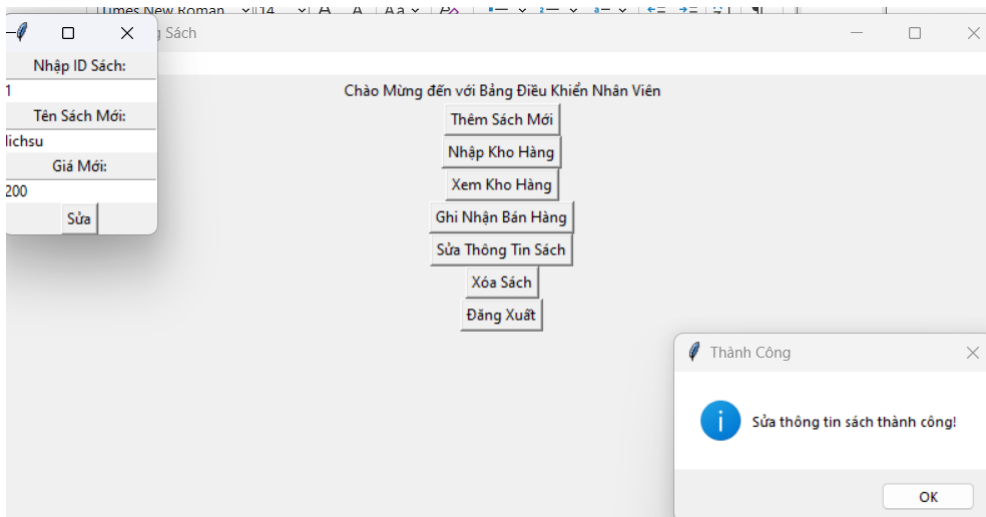 Times New Roman 14 A A Aa
g Sách
Nhập ID Sách:
1
Tên Sách Mới:
lichsu
Giá Mới:
200
Sửa
Chào Mừng đến với Bảng Điều Khiển Nhân Viên
Thêm Sách Mới
Nhập Kho Hàng
Xem Kho Hàng
Ghi Nhận Bán Hàng
Sửa Thông Tin Sách
Xóa Sách
Đăng Xuất
Thành Công
Sửa thông tin sách thành công!
OK